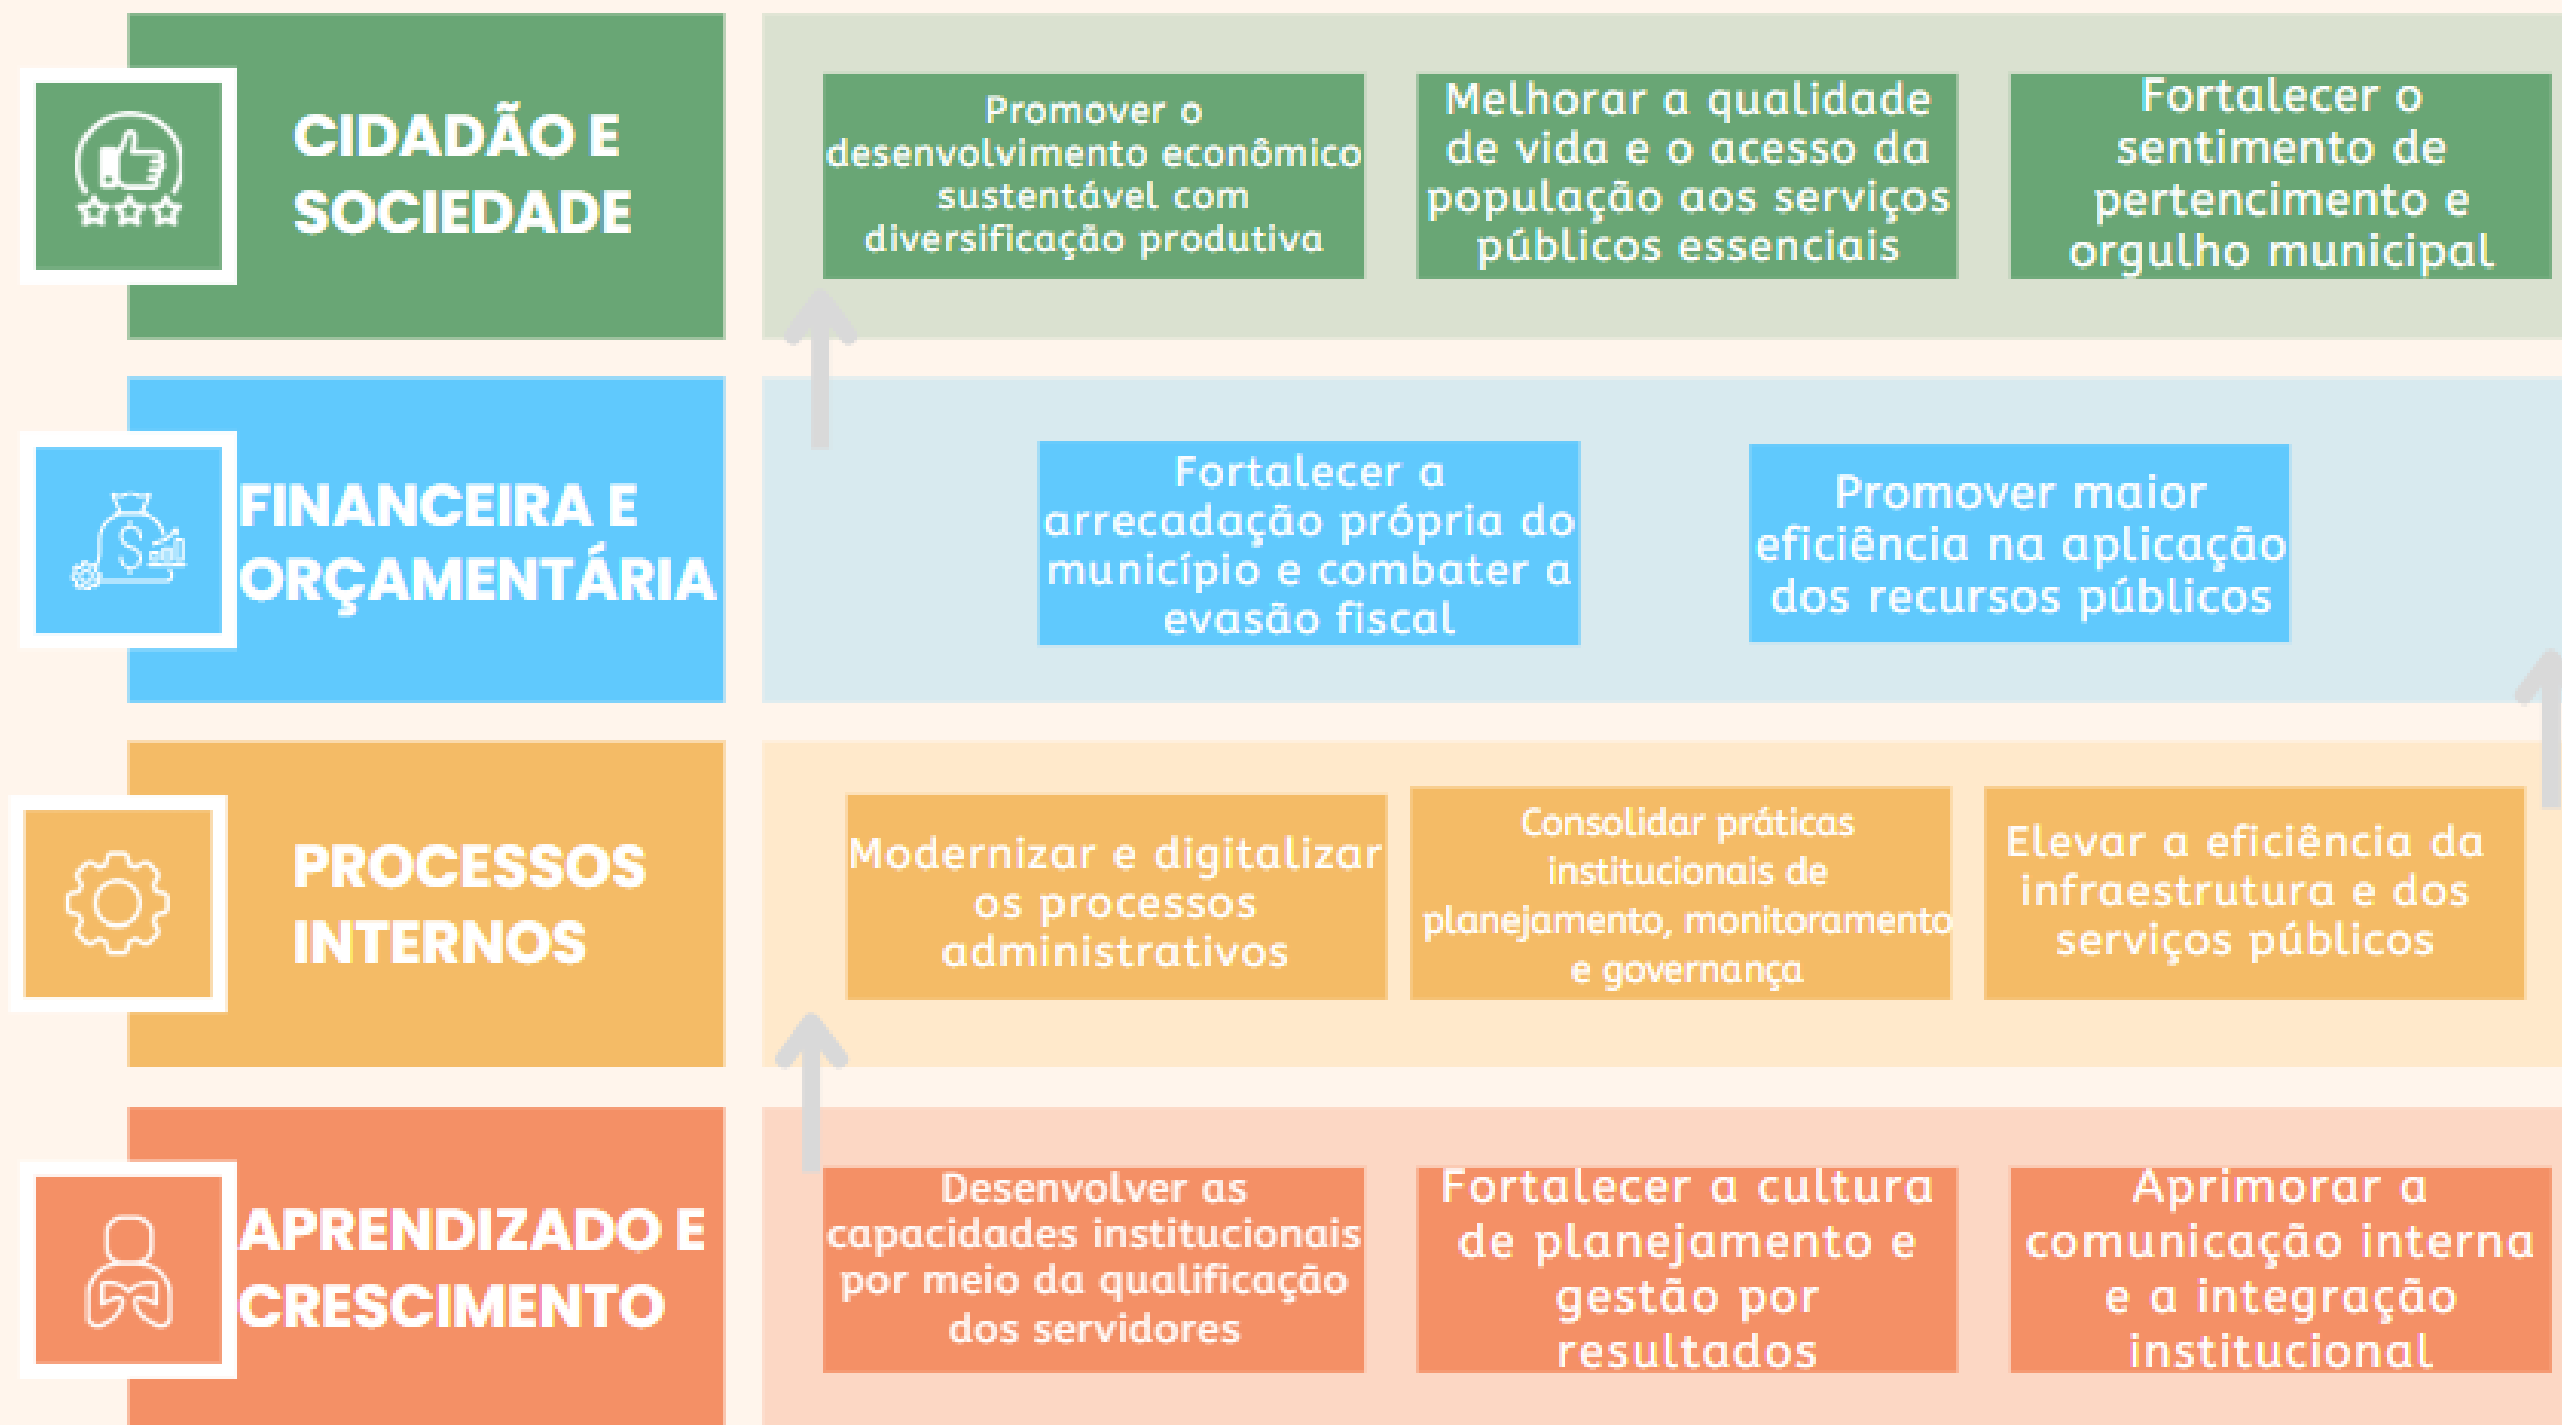 CIDADÃO E
SOCIEDADE
Promover o
desenvolvimento econômico
sustentável com
diversificação produtiva
Melhorar a qualidade
de vida e o acesso da
população aos serviços
públicos essenciais
Fortalecer o
sentimento de
pertencimento e
orgulho municipal
FINANCEIRA E
ORÇAMENTÁRIA
Fortalecer a
arrecadação própria do
município e combater a
evasão fiscal
Promover maior
eficiência na aplicação
dos recursos públicos
PROCESSOS
INTERNOS
Modernizar e digitalizar
os processos
administrativos
Consolidar práticas
institucionais de
planejamento, monitoramento
e governança
Elevar a eficiência da
infraestrutura e dos
serviços públicos
APRENDIZADO E
CRESCIMENTO
Desenvolver as
capacidades institucionais
por meio da qualificação
dos servidores
Fortalecer a cultura
de planejamento e
gestão por
resultados
Aprimorar a
comunicação interna
e a integração
institucional